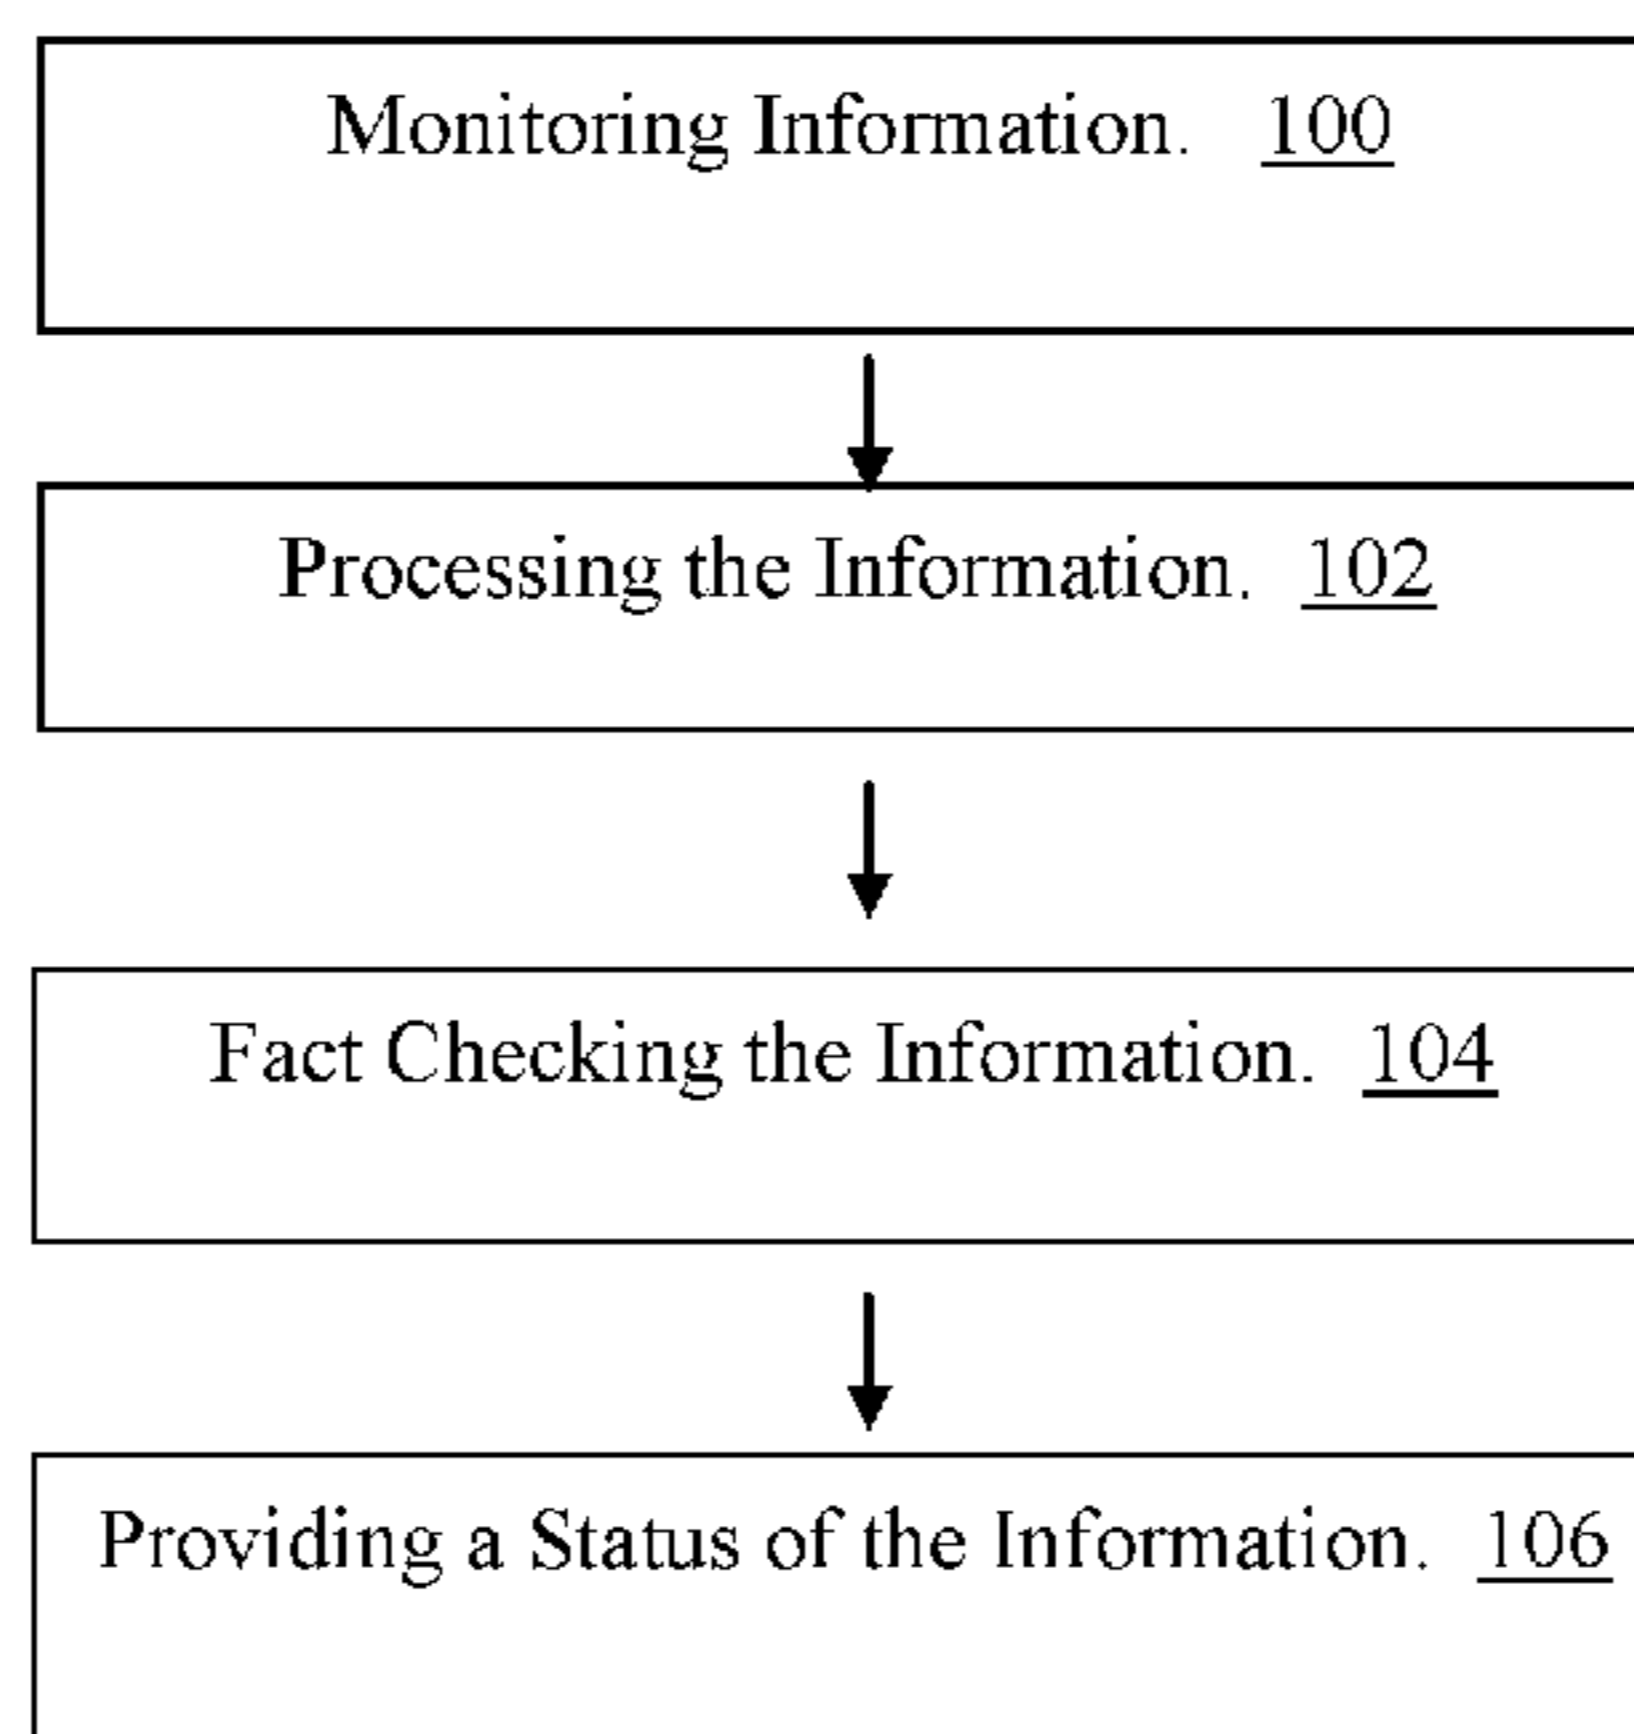 Monitoring Information. 100
Processing the Information. 102
Fact Checking the Information. 104
Providing a Status of the Information. 106